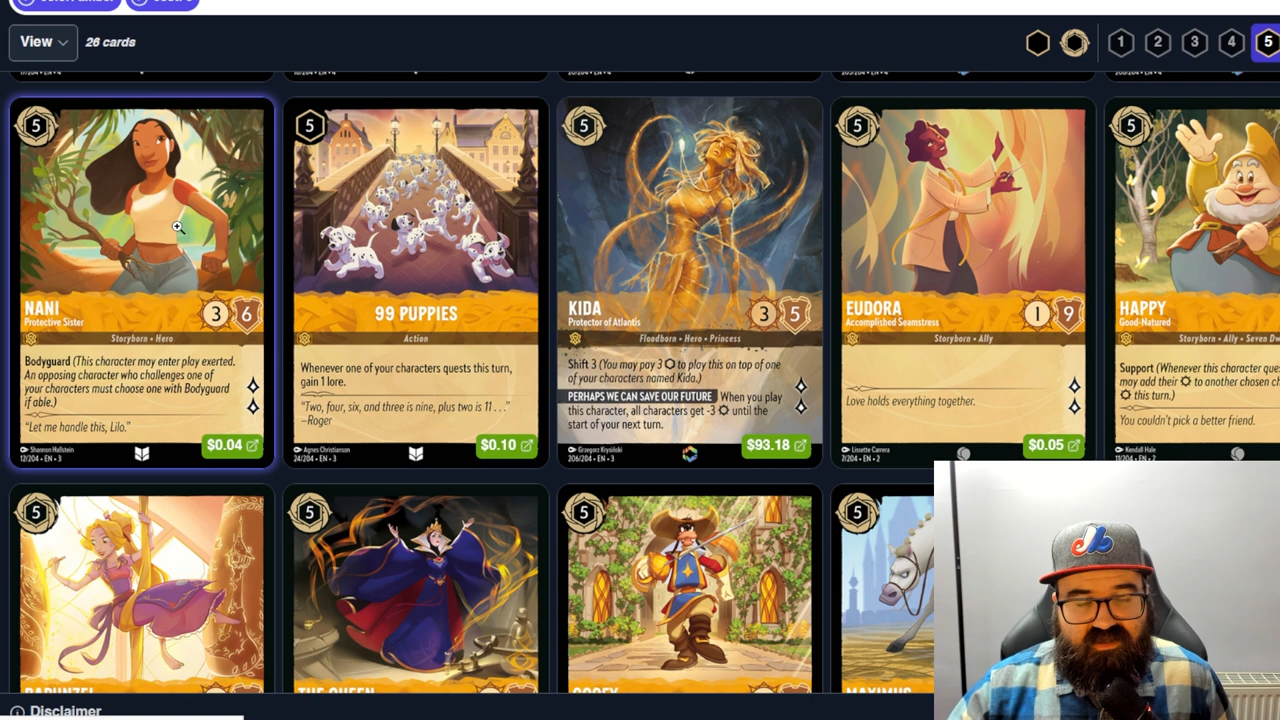 View
26 cards
1
2
3
4
5
5
NANI
Protective Sister
3
6
Storyborn • Hero
Bodyguard (This character may enter play exerted.
An opposing character who challenges one of
your characters must choose one with Bodyguard
if able.)
"Let me handle this, Lilo."
Shannon Hallstein
12/204 • EN • 3
$0.04
5
99 PUPPIES
Action
Whenever one of your characters quests this turn,
gain 1 lore.
"Two, four, six, and three is nine, plus two is 11 . . ."
–Roger
Agnes Christianson
24/204 • EN • 3
$0.10
5
KIDA
Protector of Atlantis
3
5
Floodborn • Hero • Princess
Shift 3 (You may pay 3 to play this on top of one
of your characters named Kida.)
PERHAPS WE CAN SAVE OUR FUTURE When you play
this character, all characters get -3 until the
start of your next turn.
206/204 • EN • 3
$93.18
5
EUDORA
Accomplished Seamstress
1
9
Storyborn • Ally
Love holds everything together.
Lissette Carrera
7/204 • EN • 2
$0.05
5
HAPPY
Good-Natured
Storyborn • Ally • Seven Dw
Support (Whenever this character que
may add their to another chosen c
this turn.)
You couldn't pick a better friend.
Kendall Hale
11/204 • EN • 2
5
RAPUNZEL
5
THE QUEEN
5
GOOFY
5
MAXIMUS
Disclaimer